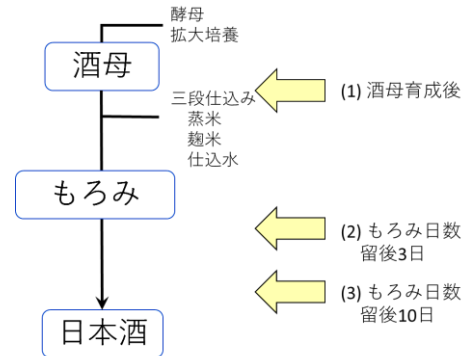 酵母
拡大培養
酒母
(1) 酒母育成後
三段仕込み
蒸米
麹米
仕込水
もろみ
(2) もろみ日数
留後3日
(3) もろみ日数
留後10日
日本酒